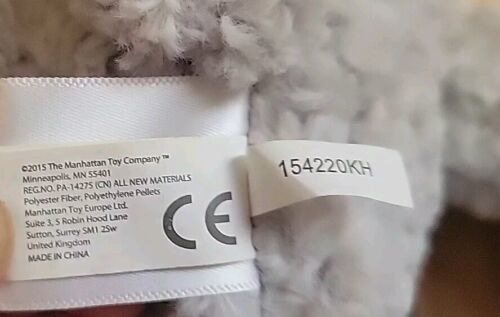 ©2015 The Manhattan Toy Company™
Minneapolis, MN 55401
REG.NO. PA-14275 (CN) ALL NEW MATERIALS
Polyester Fiber, Polyethylene Pellets
Manhattan Toy Europe Ltd.
Suite 3, 5 Robin Hood Lane
Sutton, Surrey SM1 2Sw
United Kingdom
MADE IN CHINA
CE
154220KH